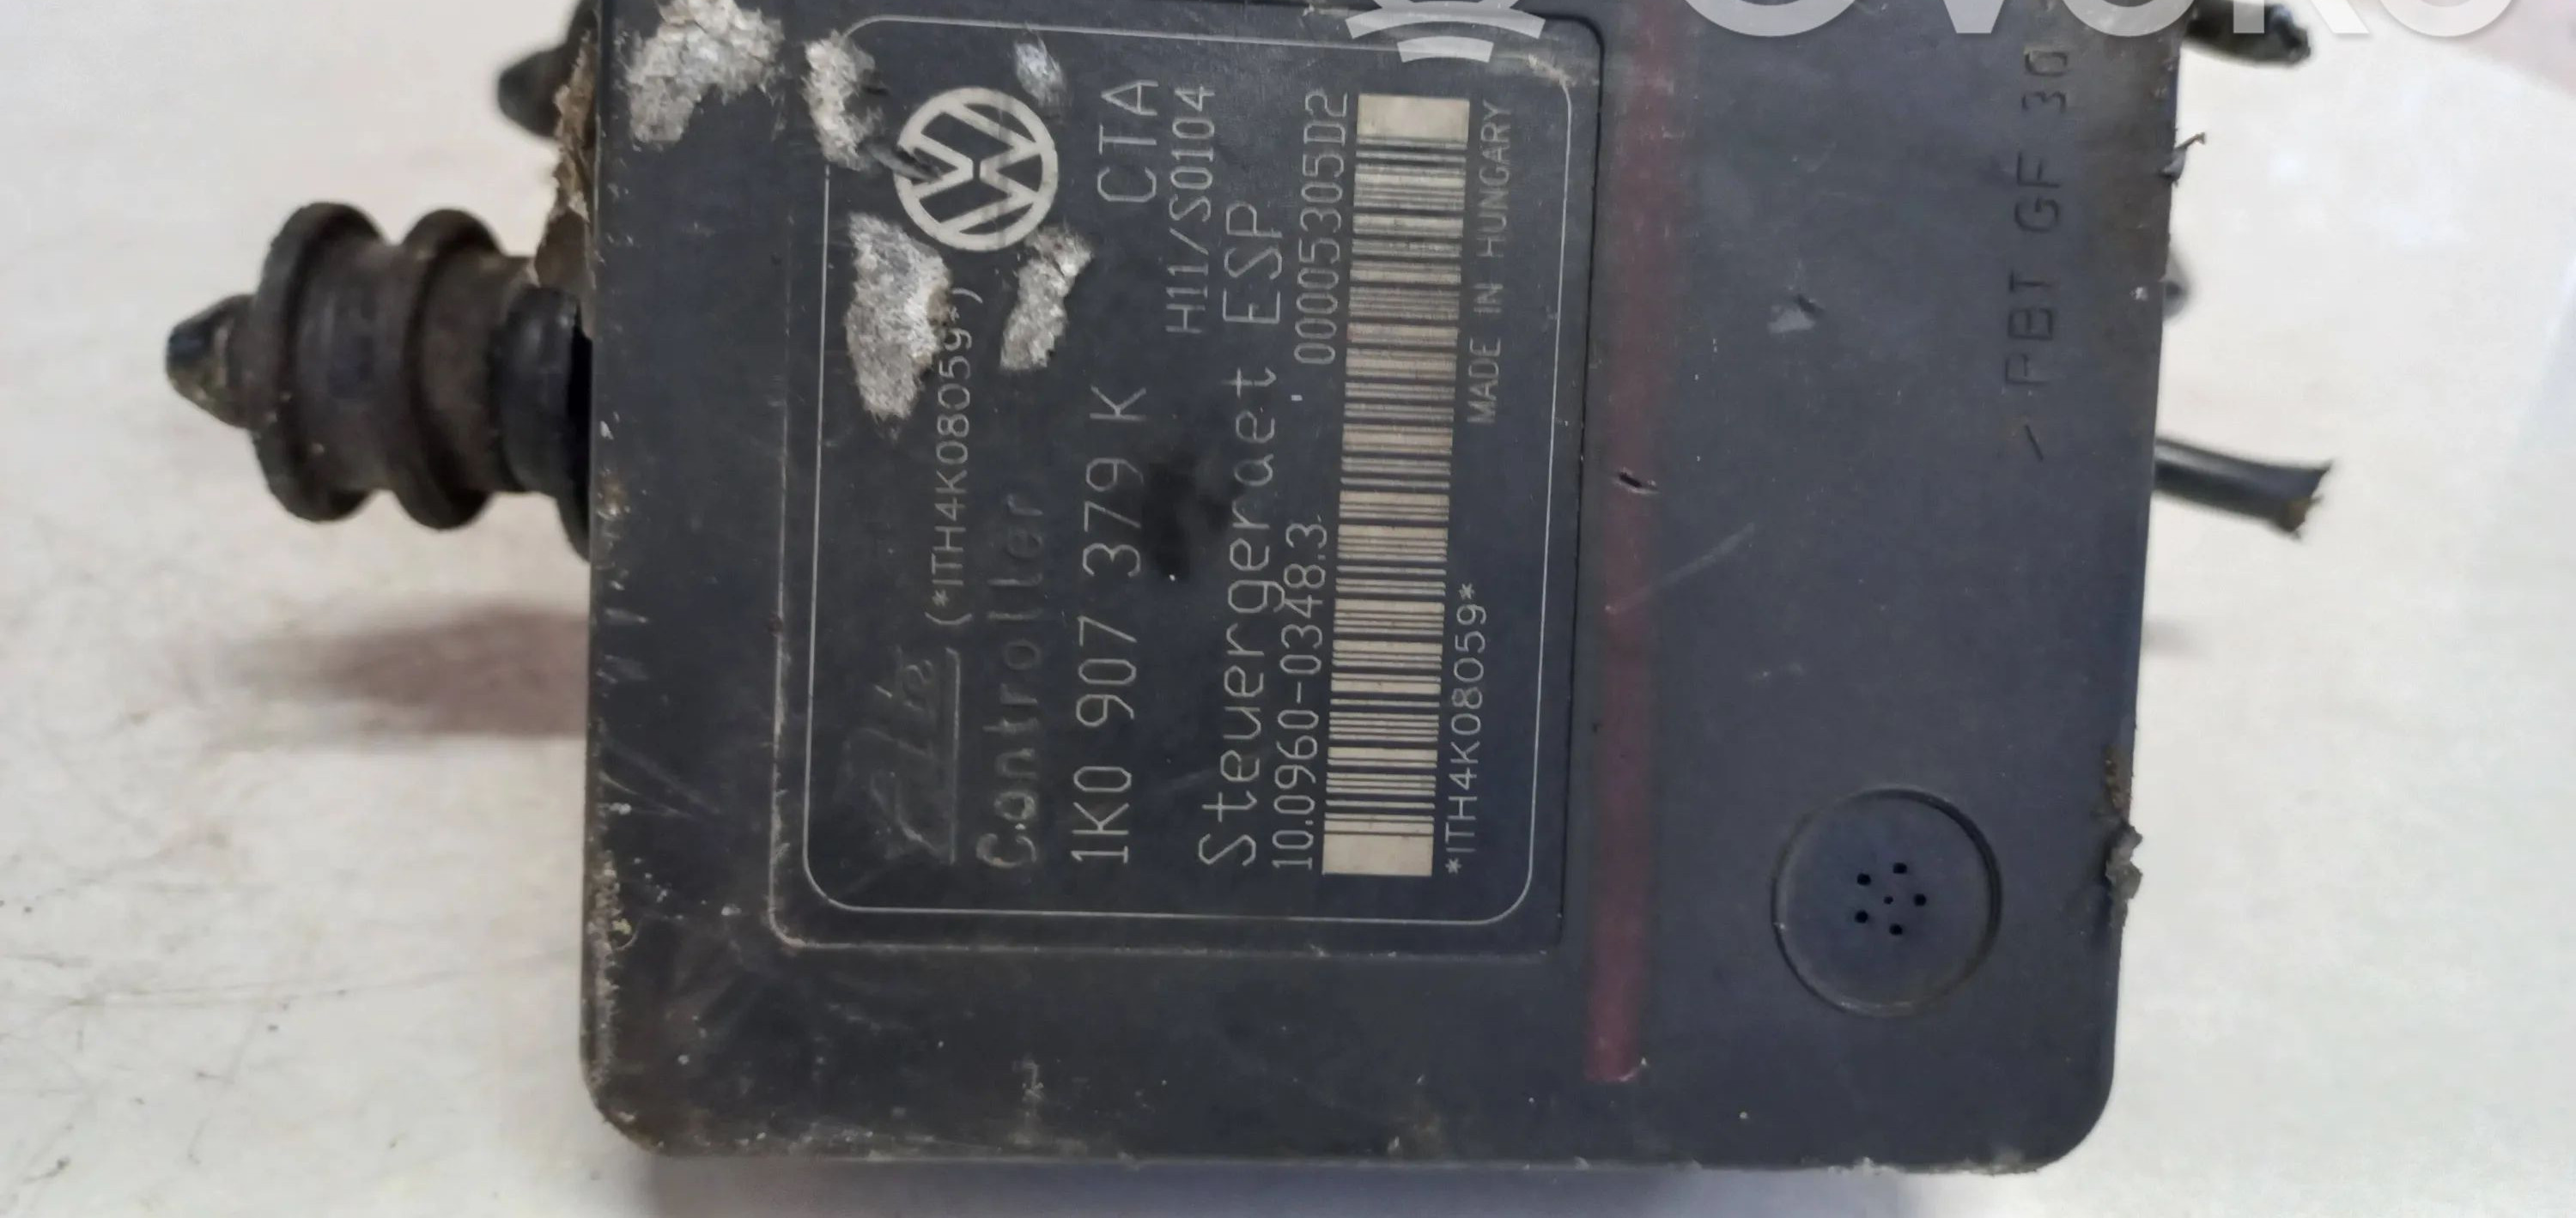 Ate (*ITH4K08059*)
Controller
1K0 907 379 K CTA
H11/S0104
Steuergeraet ESP
10.0960-0348.3 00005305D2
*ITH4K08059* MADE IN HUNGARY
>PBT GF 30